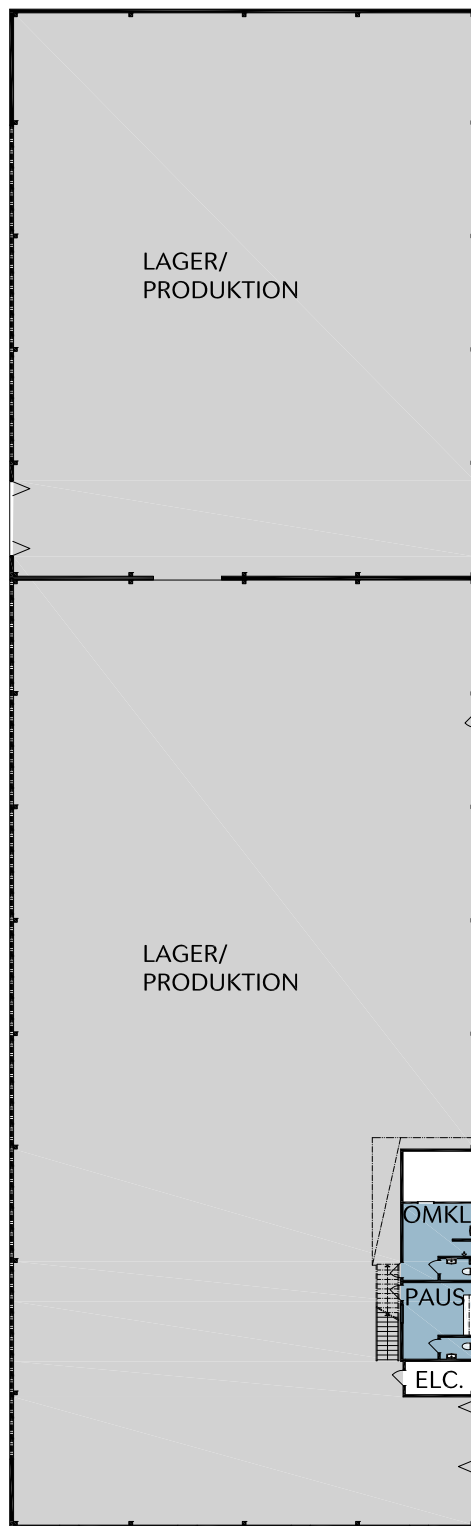 LAGER/
PRODUKTION
LAGER/
PRODUKTION
OMKL
PAUS
ELC.